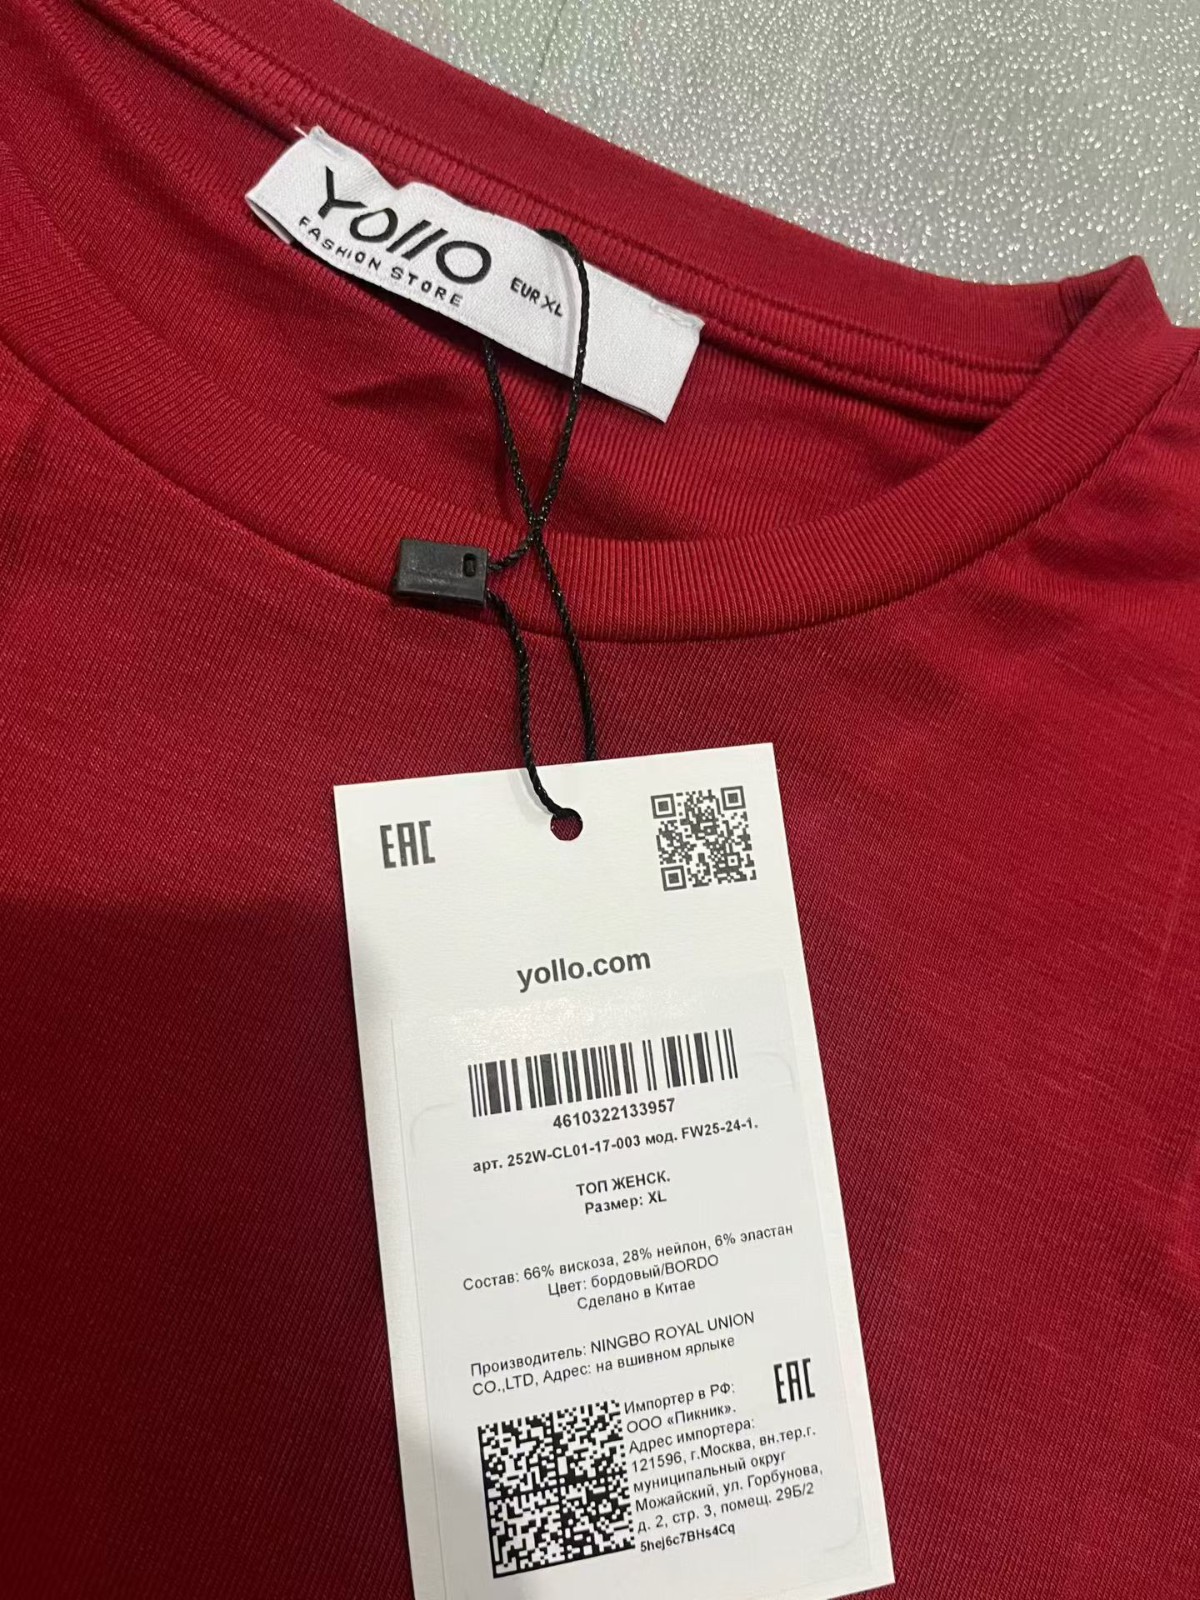 Yollo
FASHION STORE
EUR XL
EAC
yollo.com
4610322133957
арт. 252W-CL01-17-003 мод. FW25-24-1.
ТОП ЖЕНСК.
Размер: XL
Состав: 66% вискоза, 28% нейлон, 6% эластан
Цвет: бордовый/BORDO
Сделано в Китае
Производитель: NINGBO ROYAL UNION
CO.,LTD, Адрес: на вшивном ярлыке
EAC
Импортер в РФ:
ООО «Пикник».
Адрес импортера:
121596, г.Москва, вн.тер.г.
муниципальный округ
Можайский, ул. Горбунова,
д. 2, стр. 3, помещ. 29Б/2
5hej6c7BHs4Cq